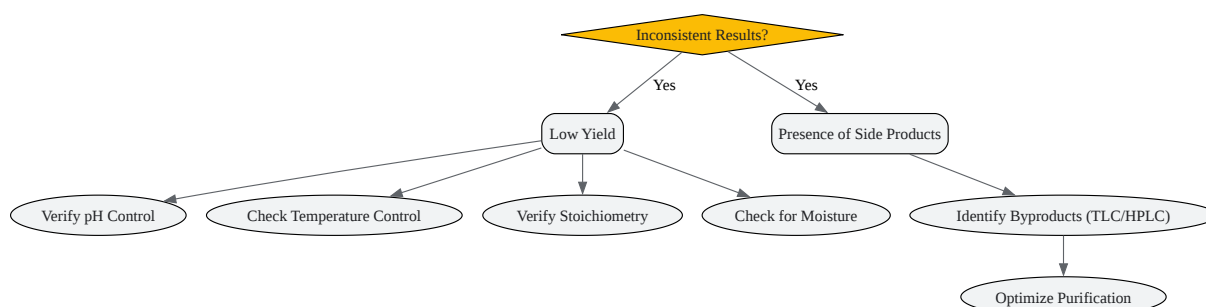 Inconsistent Results?
Yes
Yes
Low Yield
Presence of Side Products
Verify pH Control
Check Temperature Control
Verify Stoichiometry
Check for Moisture
Identify Byproducts (TLC/HPLC)
Optimize Purification